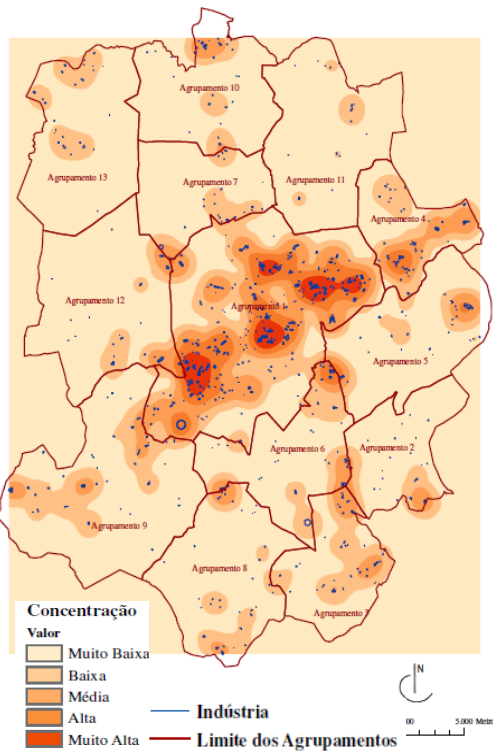 Agrupamento 10
Agrupamento 13
Agrupamento 7
Agrupamento 11
Agrupamento 4
Agrupamento 1
Agrupamento 12
Agrupamento 5
Agrupamento 6
Agrupamento 2
Agrupamento 9
Agrupamento 8
Agrupamento
Concentração
Valor
Muito Baixa
Baixa
Média
Alta
Muito Alta
Indústria
Limite dos Agrupamentos
N
00 5.000 Metr